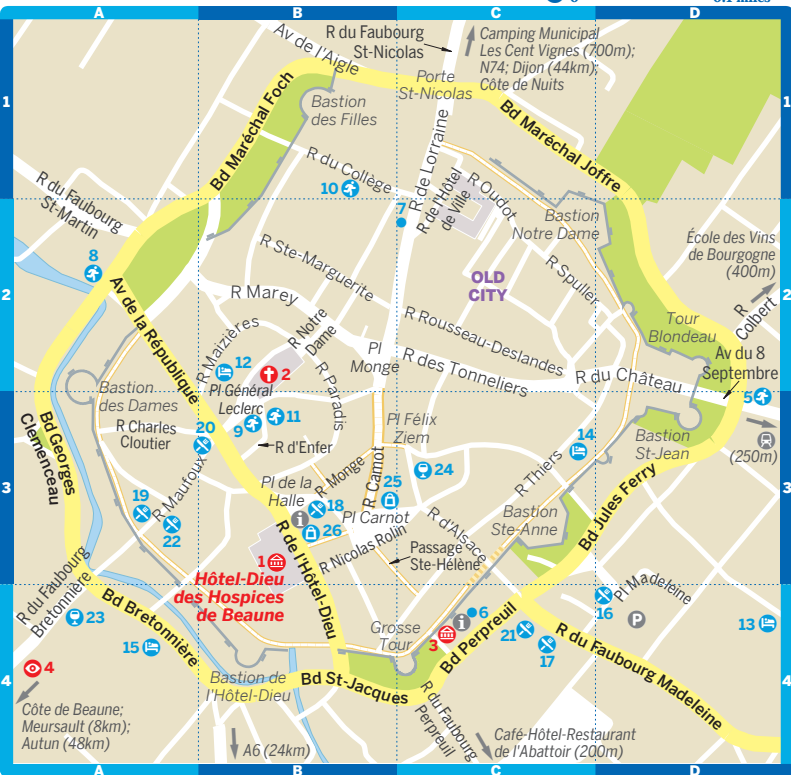 A
B
C
D
1
1
2
2
3
3
4
4
A
B
C
D
R du Faubourg
St-Nicolas
Av de l'Aigle
Camping Municipal
Les Cent Vignes (700m);
N74; Dijon (44km);
Côte de Nuits
Porte
St-Nicolas
Bastion
des Filles
Bd Maréchal Foch
Bd Maréchal Joffre
R du Collège
10
R de Lorraine
R de l'Hôtel
de Ville
R Oudot
7
R du Faubourg
St-Martin
8
Bastion
Notre Dame
École des Vins
de Bourgogne
(400m)
R Ste-Marguerite
R Marey
OLD
CITY
R Spuller
R
Colbert
Av de la République
R Maizières
R Notre
Dame
12
2
Pl
Monge
R Rousseau-Deslandes
R des Tonneliers
Tour
Blondeau
R du Château
Av du 8
Septembre
5
Bastion
des Dames
Pl Général
Leclerc
R Paradis
9
11
R Charles
Cloutier
20
R d'Enfer
Pl Félix
Ziem
14
Bastion
St-Jean
(250m)
Bd Georges
Clemenceau
R Maufoux
19
22
Pl de la
Halle
R Monge
R Carnot
24
25
18
26
R Thiers
Bastion
Ste-Anne
Bd Jules Ferry
Pl Carnot
R d'Alsace
R Nicolas Rolin
Passage
Ste-Hélène
1
Hôtel-Dieu
des Hospices
de Beaune
R de l'Hôtel-Dieu
R du Faubourg
Bretonnière
23
Bd Bretonnière
15
4
Grosse
Tour
3
6
Bd Perpreuil
21
17
16
Pl Madeleine
P
13
R du Faubourg Madeleine
Bastion de
l'Hôtel-Dieu
Bd St-Jacques
R du Faubourg
Perpreuil
Côte de Beaune;
Meursault (8km);
Autun (48km)
A6 (24km)
Café-Hôtel-Restaurant
de l'Abattoir (200m)